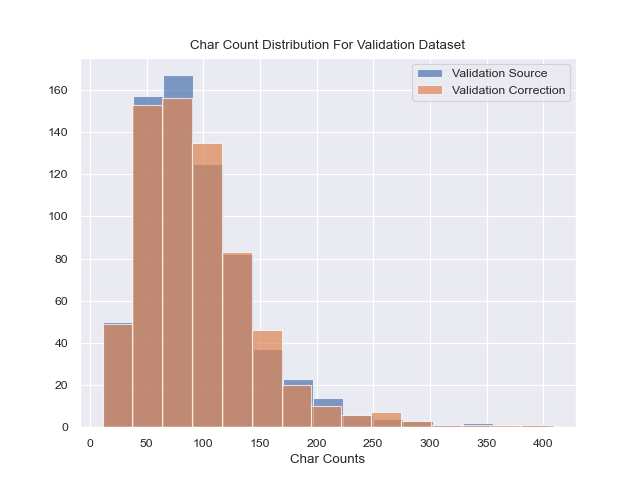 Char Count Distribution For Validation Dataset
Validation Source
Validation Correction
160
140
120
100
80
60
40
20
0
0 50 100 150 200 250 300 350 400
Char Counts